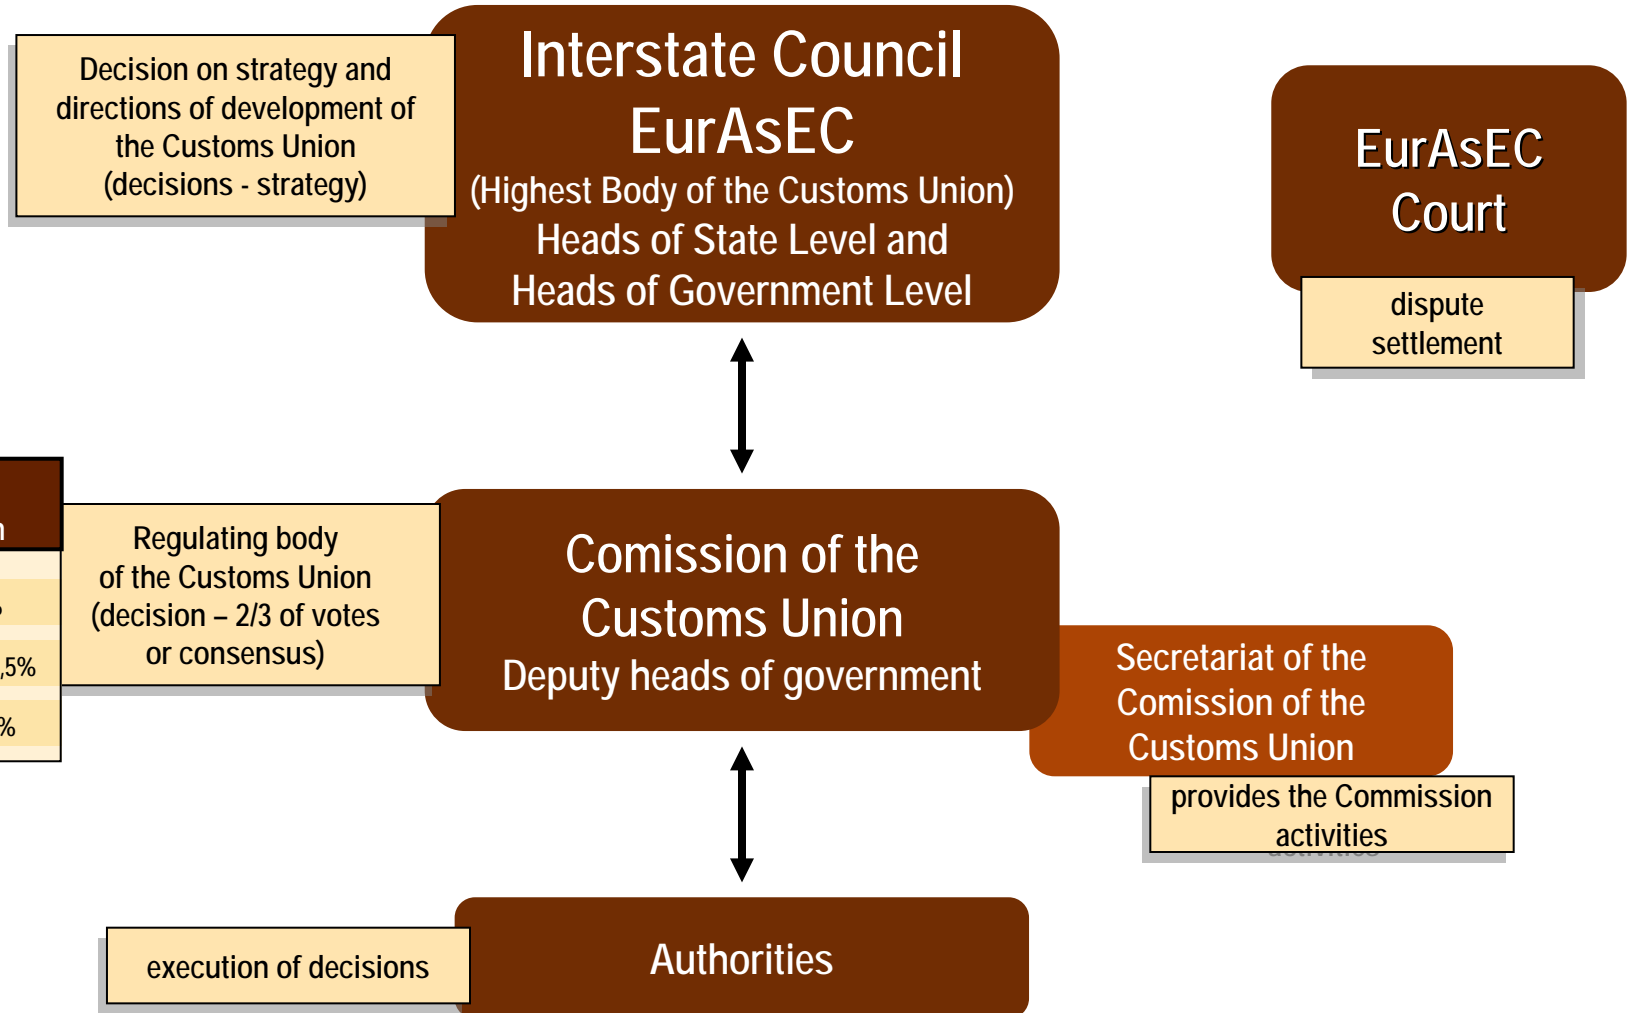 Decision on strategy and
directions of development of
the Customs Union
(decisions - strategy)
Interstate Council
EurAsEC
(Highest Body of the Customs Union)
Heads of State Level and
Heads of Government Level
EurAsEC
Court
dispute
settlement
,5%
%
Regulating body
of the Customs Union
(decision – 2/3 of votes
or consensus)
Comission of the
Customs Union
Deputy heads of government
Secretariat of the
Comission of the
Customs Union
provides the Commission
activities
execution of decisions
Authorities